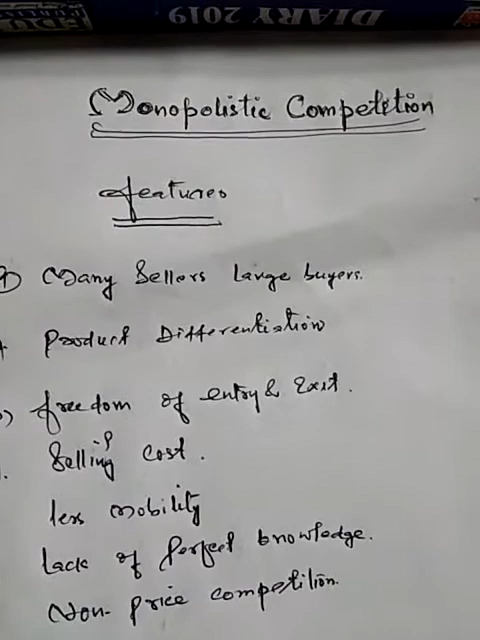 DIARY 2019
Monopolistic Competition
features
1) Many Sellers Large buyers.
Product Differentiation
freedom of entry & Exit.
Selling cost.
less mobility
Lack of perfect knowledge.
Non-price competition.